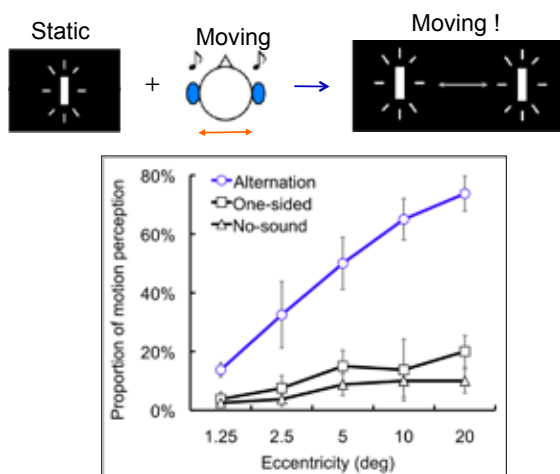 Static
Moving
Moving !
+
80%
60%
40%
20%
0%
Proportion of motion perception
Alternation
One-sided
No-sound
1.25 2.5 5 10 20
Eccentricity (deg)